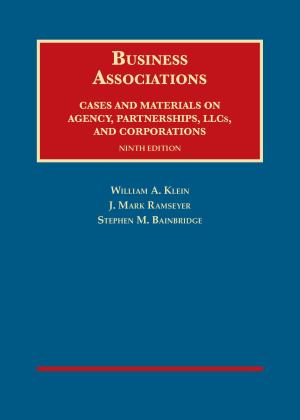 BUSINESS
ASSOCIATIONS
CASES AND MATERIALS ON
AGENCY, PARTNERSHIPS, LLCS,
AND CORPORATIONS
NINTH EDITION
WILLIAM A. KLEIN
J. MARK RAMSEYER
STEPHEN M. BAINBRIDGE